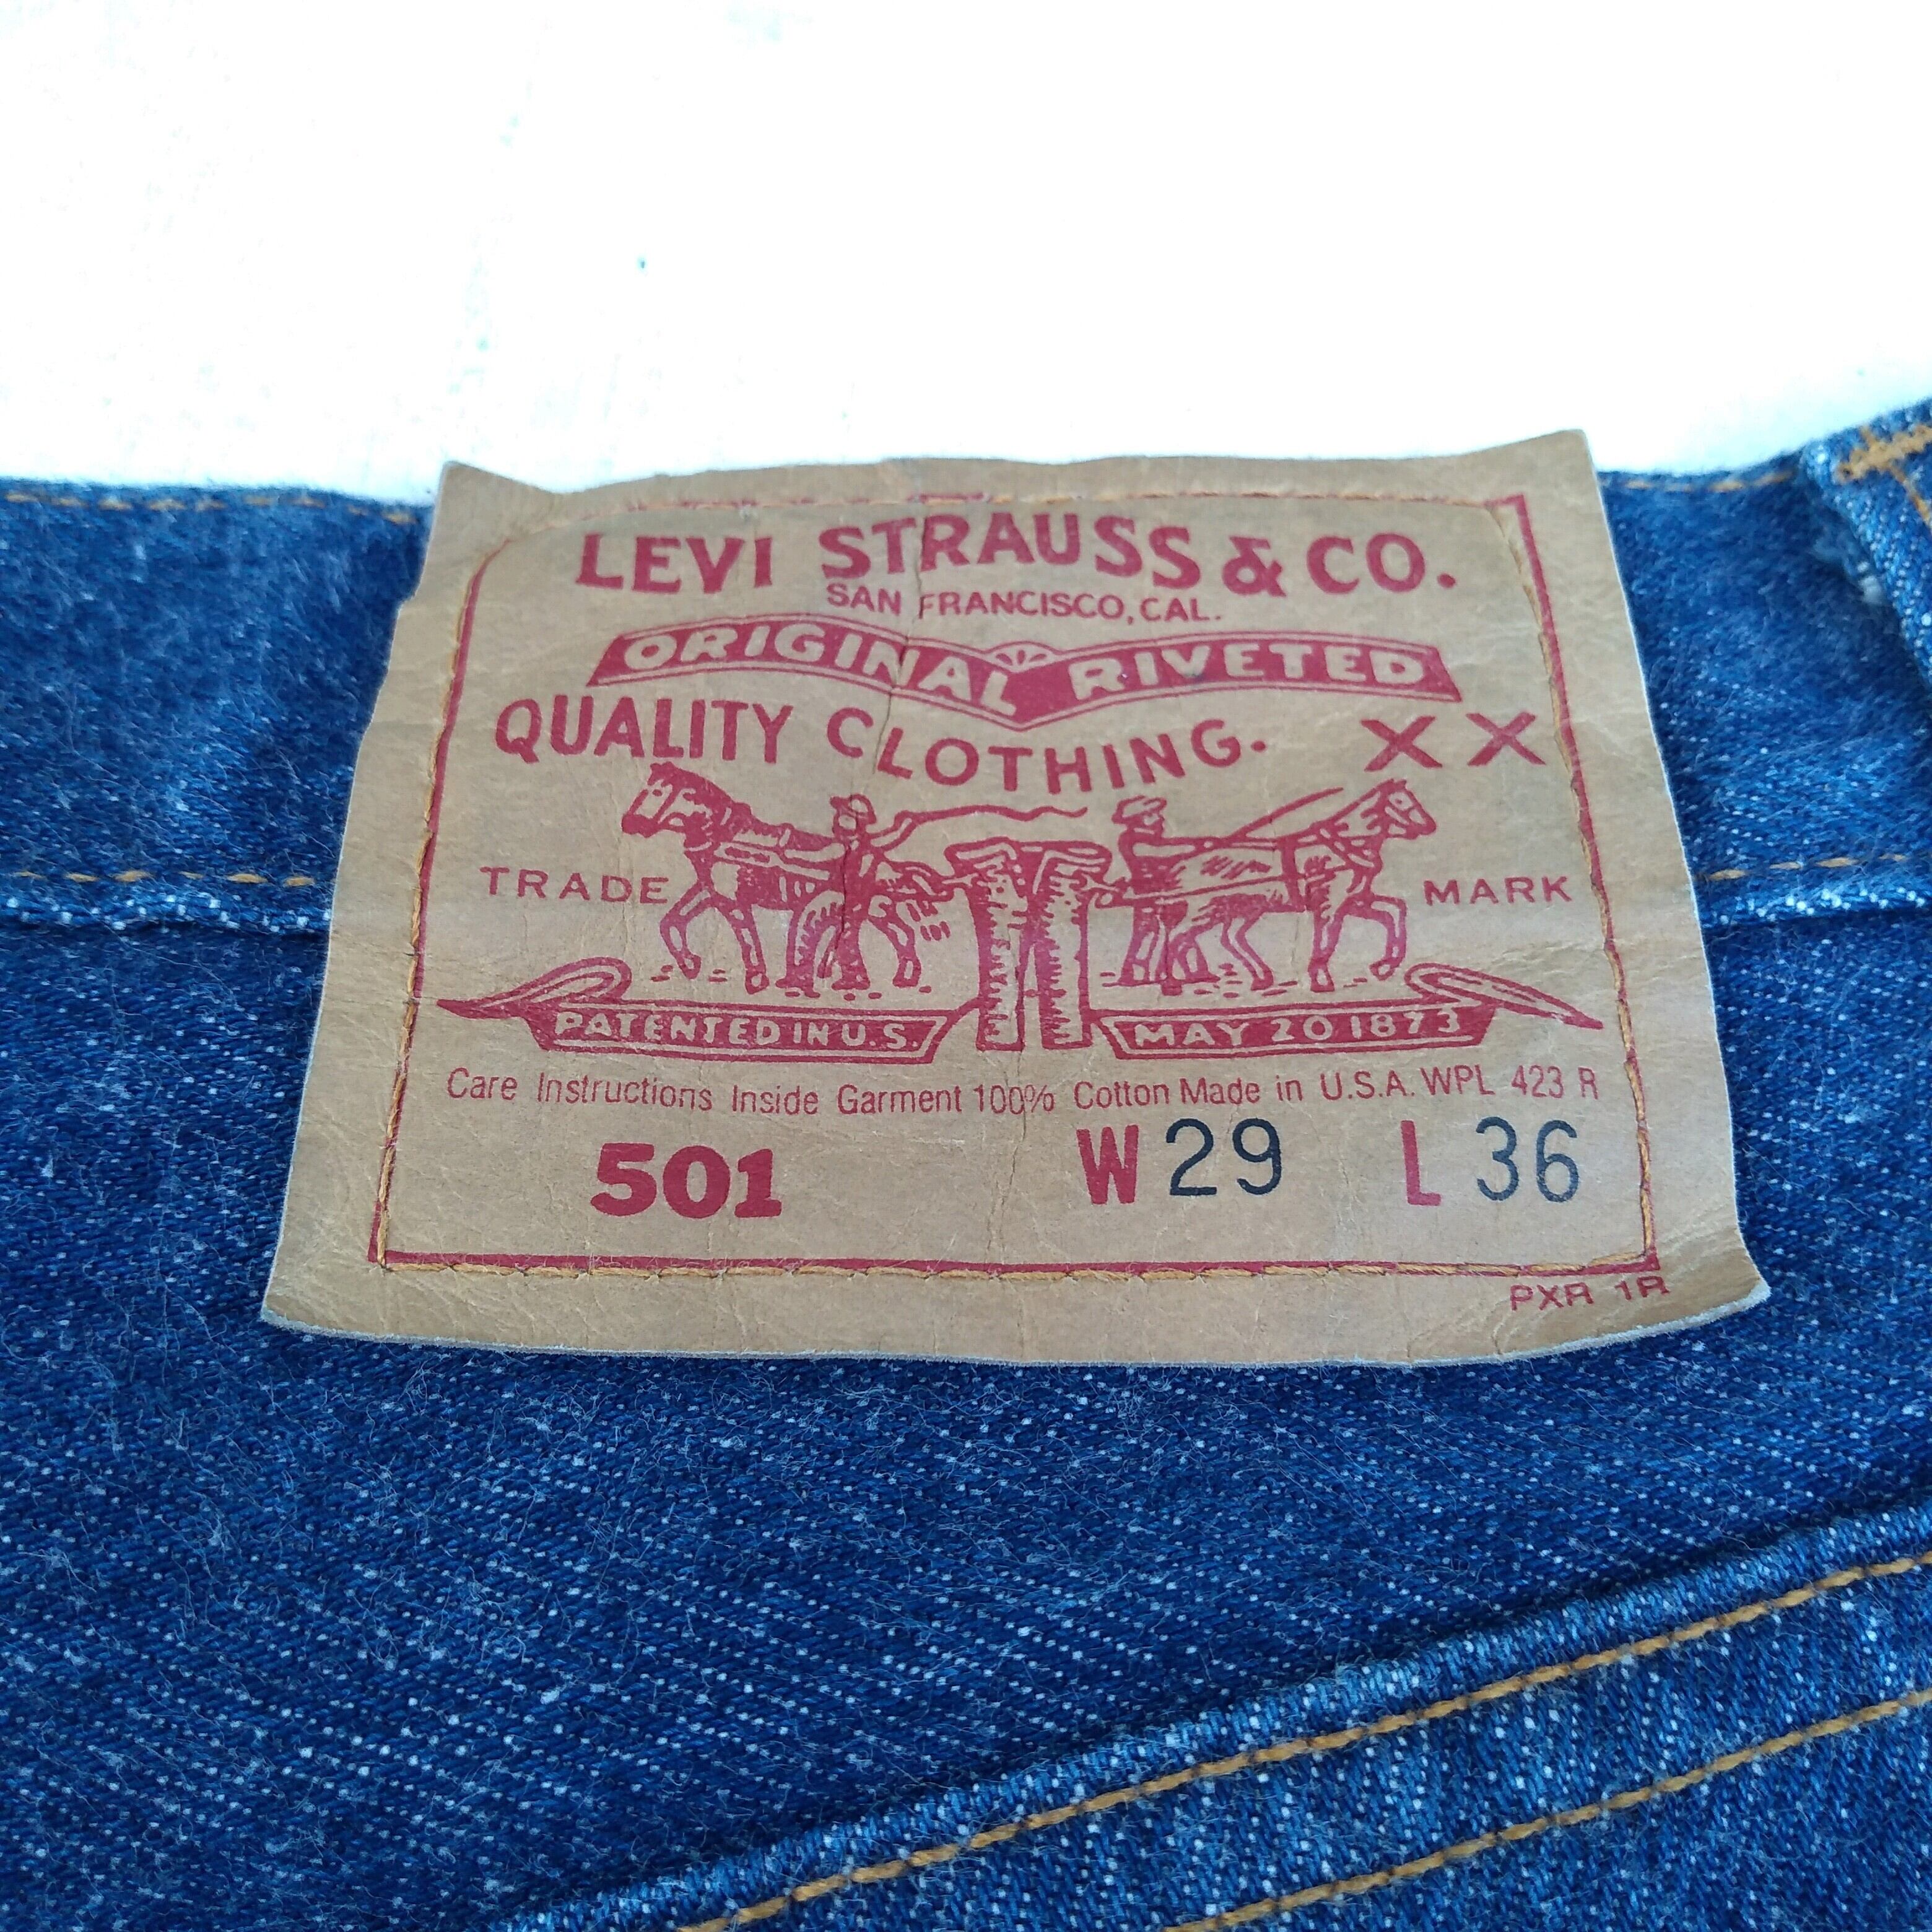 LEVI STRAUSS & CO.
SAN FRANCISCO, CAL.
ORIGINAL RIVETED
QUALITY CLOTHING. XX
TRADE MARK
PATENTED IN U.S. MAY 20 1873
Care Instructions Inside Garment 100% Cotton Made in U.S.A. WPL 423 R
501 W 29 L 36
PXR 1R